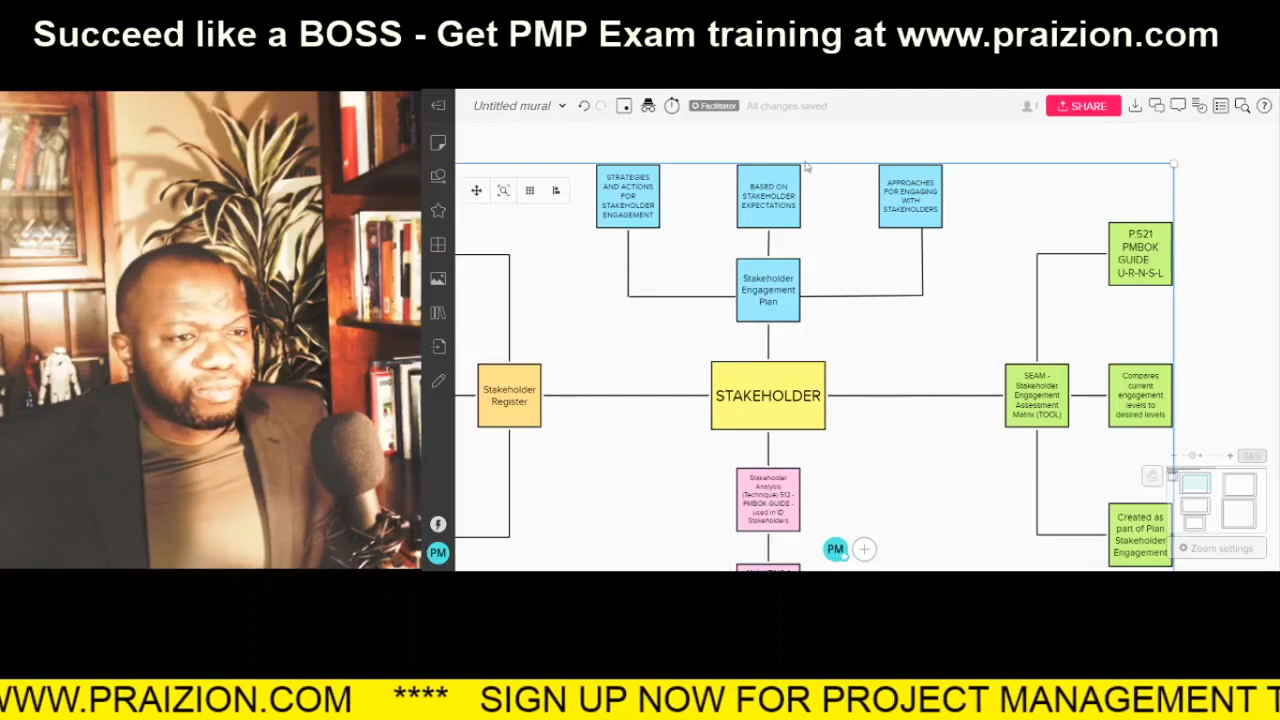 Succeed like a BOSS - Get PMP Exam training at www.praizion.com
Untitled mural
Facilitator
All changes saved
1
SHARE
STRATEGIES
AND ACTIONS
FOR
STAKEHOLDER
ENGAGEMENT
BASED ON
STAKEHOLDER
EXPECTATIONS
APPROACHES
FOR ENGAGING
WITH
STAKEHOLDERS
P.521
PMBOK
GUIDE
U-R-N-S-L
Stakeholder
Engagement
Plan
Stakeholder
Register
STAKEHOLDER
SEAM -
Stakeholder
Engagement
Assessment
Matrix (TOOL)
Compares
current
engagement
levels to
desired levels
56%
Stakeholder
Analysis
(Technique) 512 -
PMBOK GUIDE -
used in ID
Stakeholders
Created as
part of Plan
Stakeholder
Engagement
Zoom settings
PM
PM
WWW.PRAIZION.COM **** SIGN UP NOW FOR PROJECT MANAGEMENT